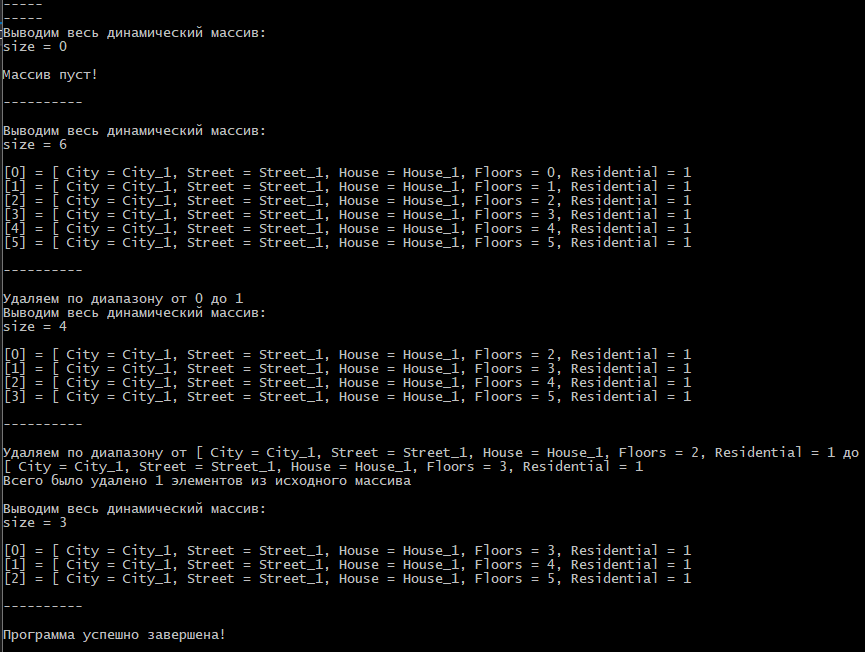 -----
-----
Выводим весь динамический массив:
size = 0
Массив пуст!
----------
Выводим весь динамический массив:
size = 6
[0] = [ City = City_1, Street = Street_1, House = House_1, Floors = 0, Residential = 1
[1] = [ City = City_1, Street = Street_1, House = House_1, Floors = 1, Residential = 1
[2] = [ City = City_1, Street = Street_1, House = House_1, Floors = 2, Residential = 1
[3] = [ City = City_1, Street = Street_1, House = House_1, Floors = 3, Residential = 1
[4] = [ City = City_1, Street = Street_1, House = House_1, Floors = 4, Residential = 1
[5] = [ City = City_1, Street = Street_1, House = House_1, Floors = 5, Residential = 1
----------
Удаляем по диапазону от 0 до 1
Выводим весь динамический массив:
size = 4
[0] = [ City = City_1, Street = Street_1, House = House_1, Floors = 2, Residential = 1
[1] = [ City = City_1, Street = Street_1, House = House_1, Floors = 3, Residential = 1
[2] = [ City = City_1, Street = Street_1, House = House_1, Floors = 4, Residential = 1
[3] = [ City = City_1, Street = Street_1, House = House_1, Floors = 5, Residential = 1
----------
Удаляем по диапазону от [ City = City_1, Street = Street_1, House = House_1, Floors = 2, Residential = 1 до
[ City = City_1, Street = Street_1, House = House_1, Floors = 3, Residential = 1
Всего было удалено 1 элементов из исходного массива
Выводим весь динамический массив:
size = 3
[0] = [ City = City_1, Street = Street_1, House = House_1, Floors = 3, Residential = 1
[1] = [ City = City_1, Street = Street_1, House = House_1, Floors = 4, Residential = 1
[2] = [ City = City_1, Street = Street_1, House = House_1, Floors = 5, Residential = 1
----------
Программа успешно завершена!